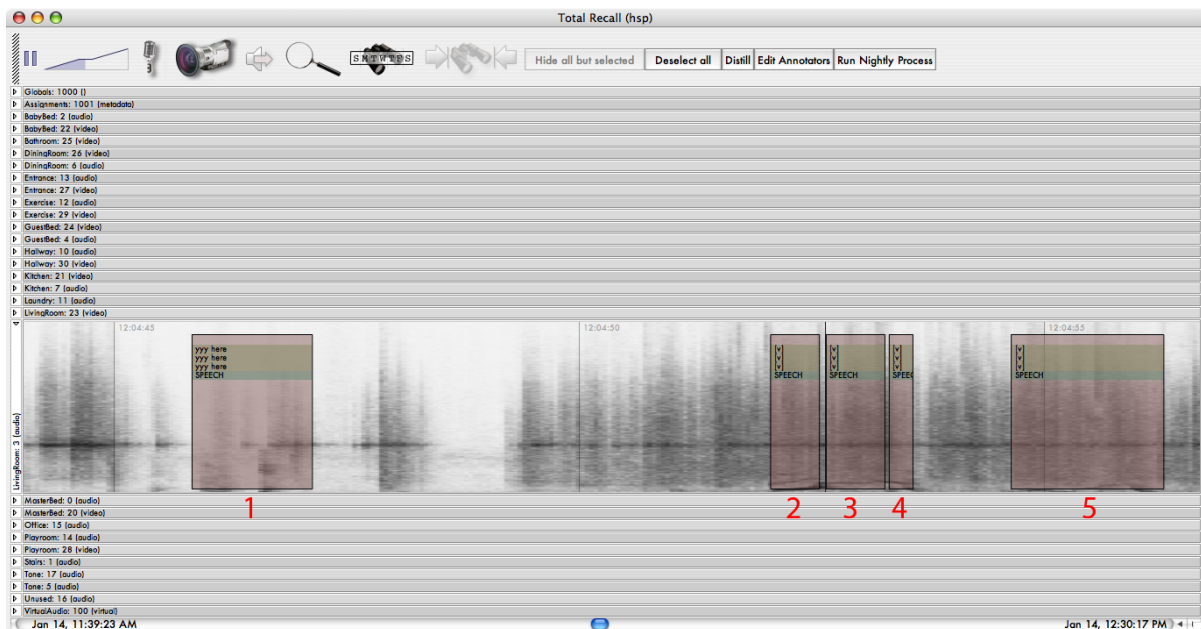 Total Recall (hsp)
SMTWTBS Hide all but selected Deselect all Distill Edit Annotators Run Nightly Process
Globals: 1000 ()
Assignments: 1001 (metadata)
BabyBed: 2 (audio)
BabyBed: 22 (video)
Bathroom: 25 (video)
DiningRoom: 26 (video)
DiningRoom: 6 (audio)
Entrance: 13 (audio)
Entrance: 27 (video)
Exercise: 12 (audio)
Exercise: 29 (video)
GuestBed: 24 (video)
GuestBed: 4 (audio)
Hallway: 10 (audio)
Hallway: 30 (video)
Kitchen: 21 (video)
Kitchen: 7 (audio)
Laundry: 11 (audio)
LivingRoom: 23 (video)
LivingRoom: 3 (audio)
12:04:45 12:04:50 12:04:55
yyy here [v] [v] [v] [v]
yyy here [v] [v] [v] [v]
yyy here [v] [v] [v] [v]
SPEECH SPEECH SPEECH SPEEC SPEECH
1 2 3 4 5
MasterBed: 0 (audio)
MasterBed: 20 (video)
Office: 15 (audio)
Playroom: 14 (audio)
Playroom: 28 (video)
Stairs: 1 (audio)
Tone: 17 (audio)
Tone: 5 (audio)
Unused: 16 (audio)
VirtualAudio: 100 (virtual)
Jan 14, 11:39:23 AM Jan 14, 12:30:17 PM